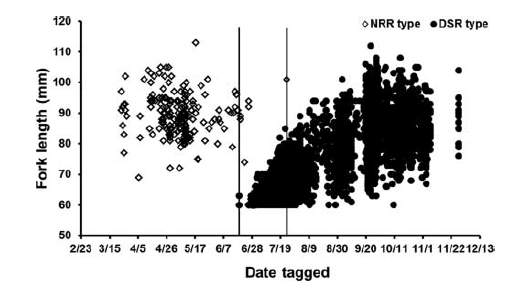 ◇NRR type ●DSR type
120
110
100
90
80
70
60
50
Fork length (mm)
2/23 3/15 4/5 4/26 5/17 6/7 6/28 7/19 8/9 8/30 9/20 10/11 11/1 11/22 12/13
Date tagged